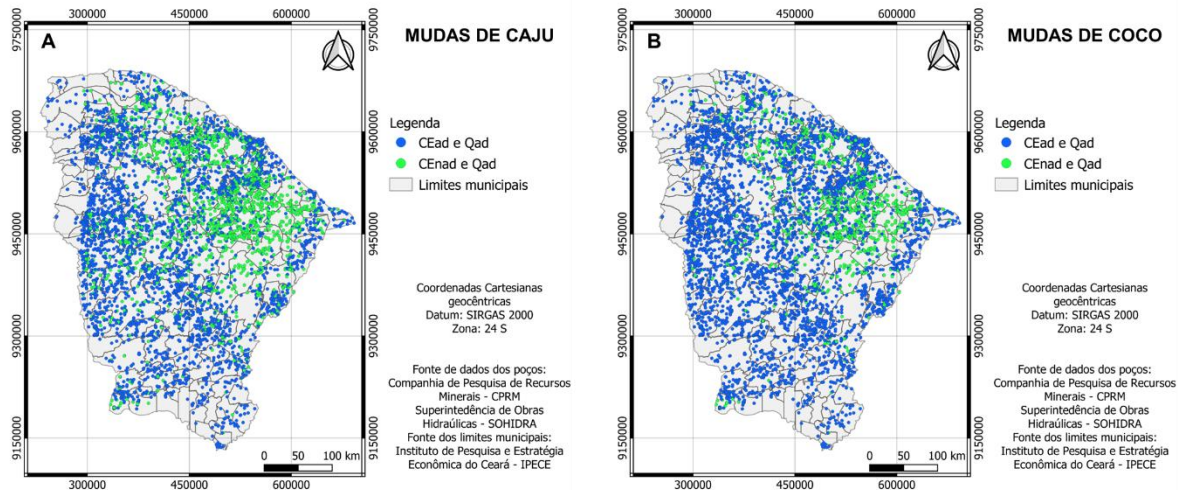 300000 450000 600000
A
MUDAS DE CAJU
9750000
9600000
9450000
9300000
9150000
Legenda
CEad e Qad
CEnad e Qad
Limites municipais
Coordenadas Cartesianas
geocêntricas
Datum: SIRGAS 2000
Zona: 24 S
Fonte de dados dos poços:
Companhia de Pesquisa de Recursos
Minerais - CPRM
Superintedência de Obras
Hidraúlicas - SOHIDRA
Fonte dos limites municipais:
Instituto de Pesquisa e Estratégia
Econômica do Ceará - IPECE
0 50 100 km
9750000
9600000
9450000
9300000
9150000
300000 450000 600000
300000 450000 600000
B
MUDAS DE COCO
9750000
9600000
9450000
9300000
9150000
Legenda
CEad e Qad
CEnad e Qad
Limites municipais
Coordenadas Cartesianas
geocêntricas
Datum: SIRGAS 2000
Zona: 24 S
Fonte de dados dos poços:
Companhia de Pesquisa de Recursos
Minerais - CPRM
Superintedência de Obras
Hidraúlicas - SOHIDRA
Fonte dos limites municipais:
Instituto de Pesquisa e Estratégia
Econômica do Ceará - IPECE
0 50 100 km
9750000
9600000
9450000
9300000
9150000
300000 450000 600000